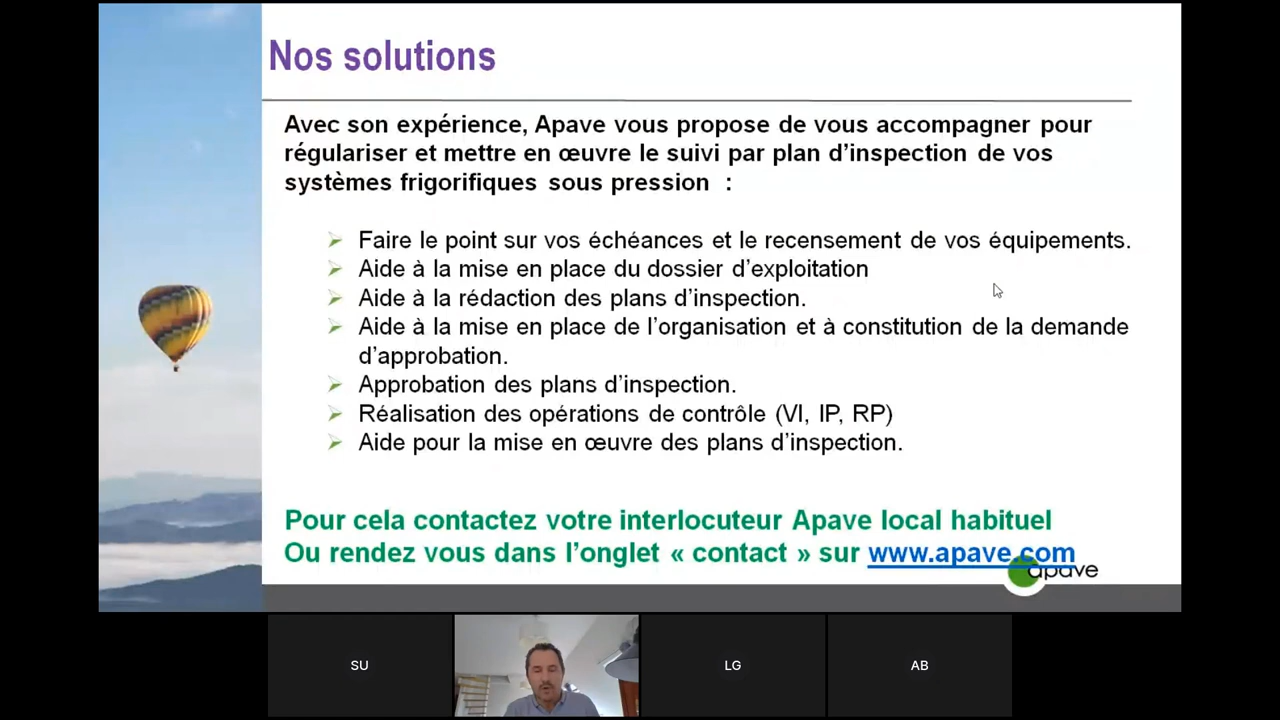 Nos solutions
Avec son expérience, Apave vous propose de vous accompagner pour
régulariser et mettre en œuvre le suivi par plan d’inspection de vos
systèmes frigorifiques sous pression :
Faire le point sur vos échéances et le recensement de vos équipements.
Aide à la mise en place du dossier d’exploitation
Aide à la rédaction des plans d’inspection.
Aide à la mise en place de l’organisation et à constitution de la demande
d’approbation.
Approbation des plans d’inspection.
Réalisation des opérations de contrôle (VI, IP, RP)
Aide pour la mise en œuvre des plans d’inspection.
Pour cela contactez votre interlocuteur Apave local habituel
Ou rendez vous dans l’onglet « contact » sur www.apave.com
apave
SU
LG
AB